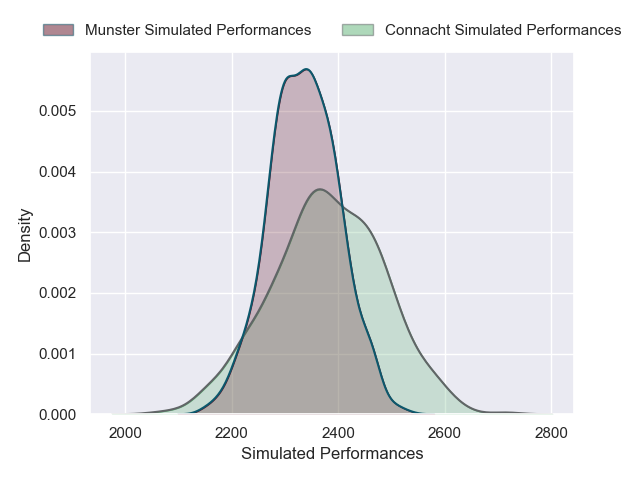 Munster Simulated Performances Connacht Simulated Performances
0.005
0.004
0.003
0.002
0.001
0.000
Density
2000 2200 2400 2600 2800
Simulated Performances